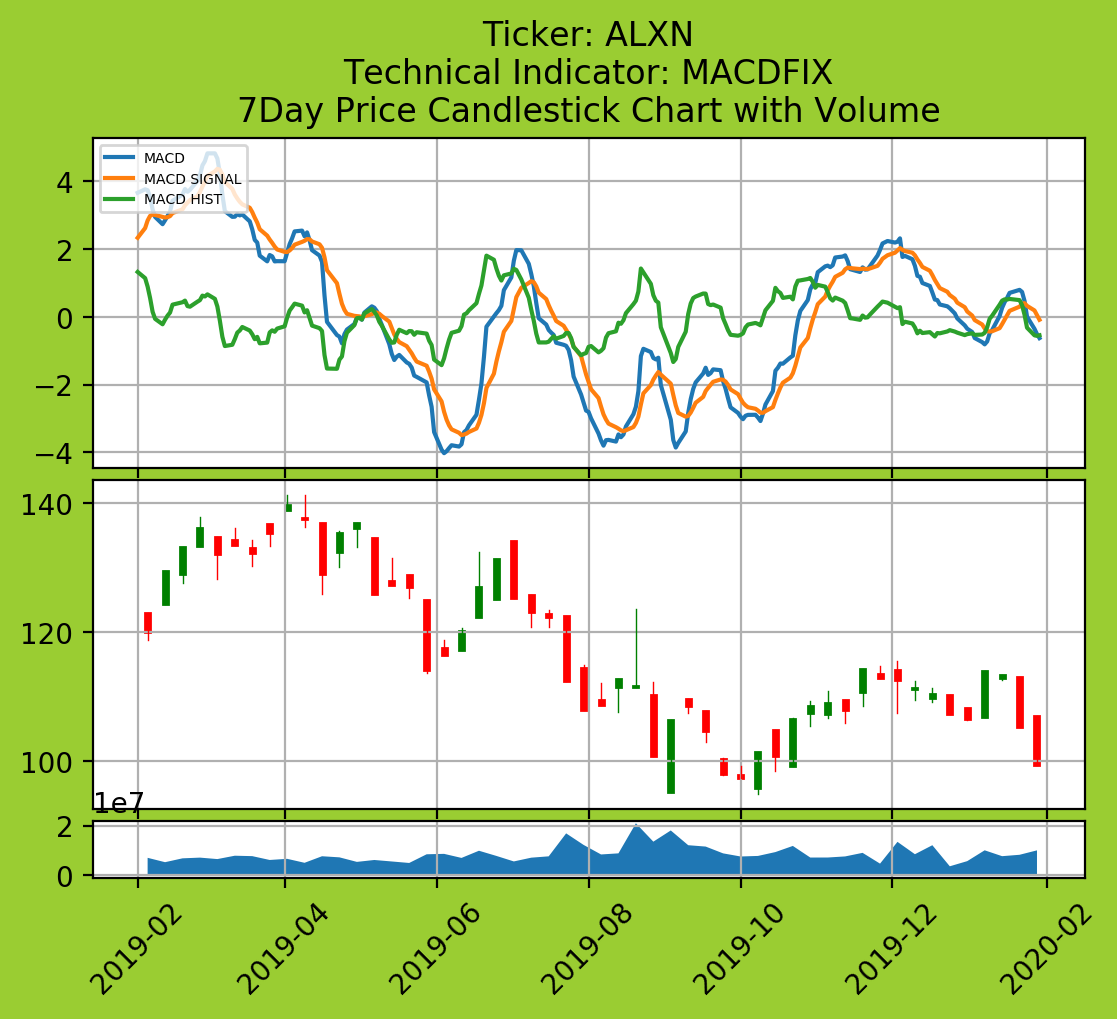 Ticker: ALXN
Technical Indicator: MACDFIX
7Day Price Candlestick Chart with Volume
MACD
MACD SIGNAL
MACD HIST
4
2
0
−2
−4
140
120
100
1e7
2
0
2019-02
2019-04
2019-06
2019-08
2019-10
2019-12
2020-02